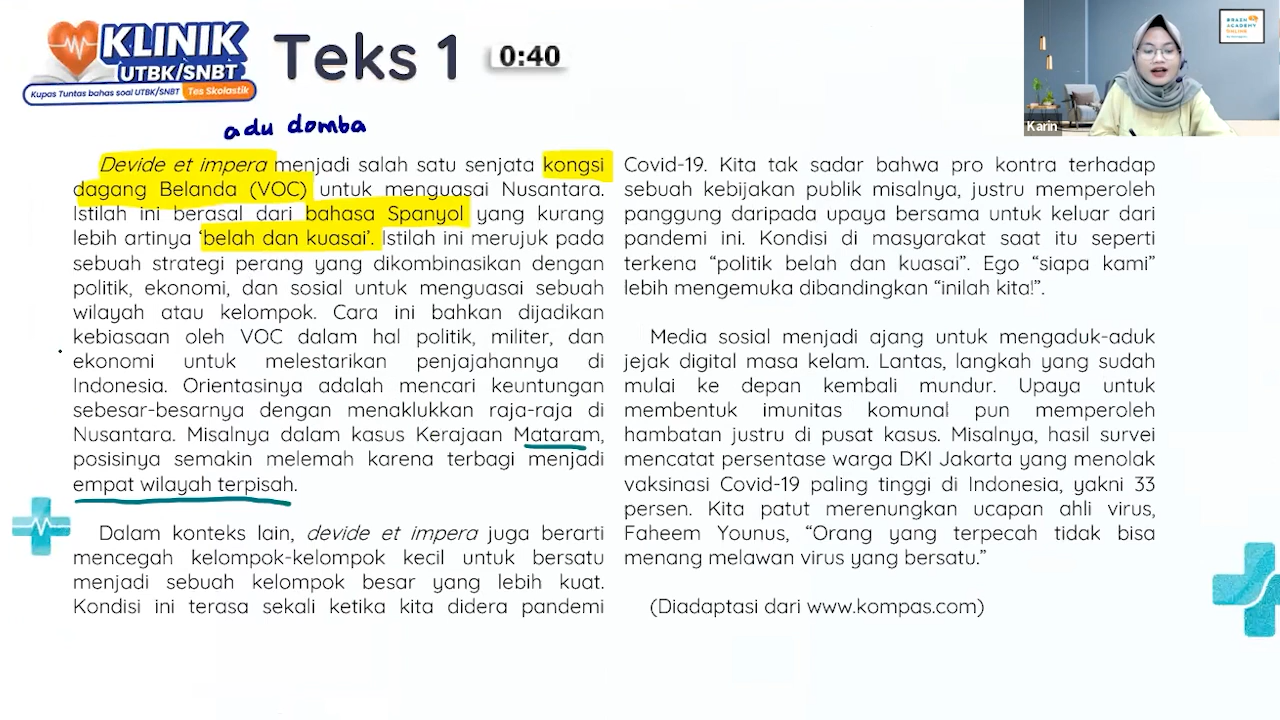 KLINIK
UTBK/SNBT
Kupas Tuntas bahas soal UTBK/SNBT Tes Skolastik
Teks 1
0:40
BRAIN
ACADEMY
ONLINE
Karin
adu domba
Devide et impera menjadi salah satu senjata kongsi
dagang Belanda (VOC) untuk menguasai Nusantara.
Istilah ini berasal dari bahasa Spanyol yang kurang
lebih artinya ‘belah dan kuasai’. Istilah ini merujuk pada
sebuah strategi perang yang dikombinasikan dengan
politik, ekonomi, dan sosial untuk menguasai sebuah
wilayah atau kelompok. Cara ini bahkan dijadikan
kebiasaan oleh VOC dalam hal politik, militer, dan
ekonomi untuk melestarikan penjajahannya di
Indonesia. Orientasinya adalah mencari keuntungan
sebesar-besarnya dengan menaklukkan raja-raja di
Nusantara. Misalnya dalam kasus Kerajaan Mataram,
posisinya semakin melemah karena terbagi menjadi
empat wilayah terpisah.
Dalam konteks lain, devide et impera juga berarti
mencegah kelompok-kelompok kecil untuk bersatu
menjadi sebuah kelompok besar yang lebih kuat.
Kondisi ini terasa sekali ketika kita didera pandemi
Covid-19. Kita tak sadar bahwa pro kontra terhadap
sebuah kebijakan publik misalnya, justru memperoleh
panggung daripada upaya bersama untuk keluar dari
pandemi ini. Kondisi di masyarakat saat itu seperti
terkena “politik belah dan kuasai”. Ego “siapa kami”
lebih mengemuka dibandingkan “inilah kita!”.
Media sosial menjadi ajang untuk mengaduk-aduk
jejak digital masa kelam. Lantas, langkah yang sudah
mulai ke depan kembali mundur. Upaya untuk
membentuk imunitas komunal pun memperoleh
hambatan justru di pusat kasus. Misalnya, hasil survei
mencatat persentase warga DKI Jakarta yang menolak
vaksinasi Covid-19 paling tinggi di Indonesia, yakni 33
persen. Kita patut merenungkan ucapan ahli virus,
Faheem Younus, “Orang yang terpecah tidak bisa
menang melawan virus yang bersatu.”
(Diadaptasi dari www.kompas.com)